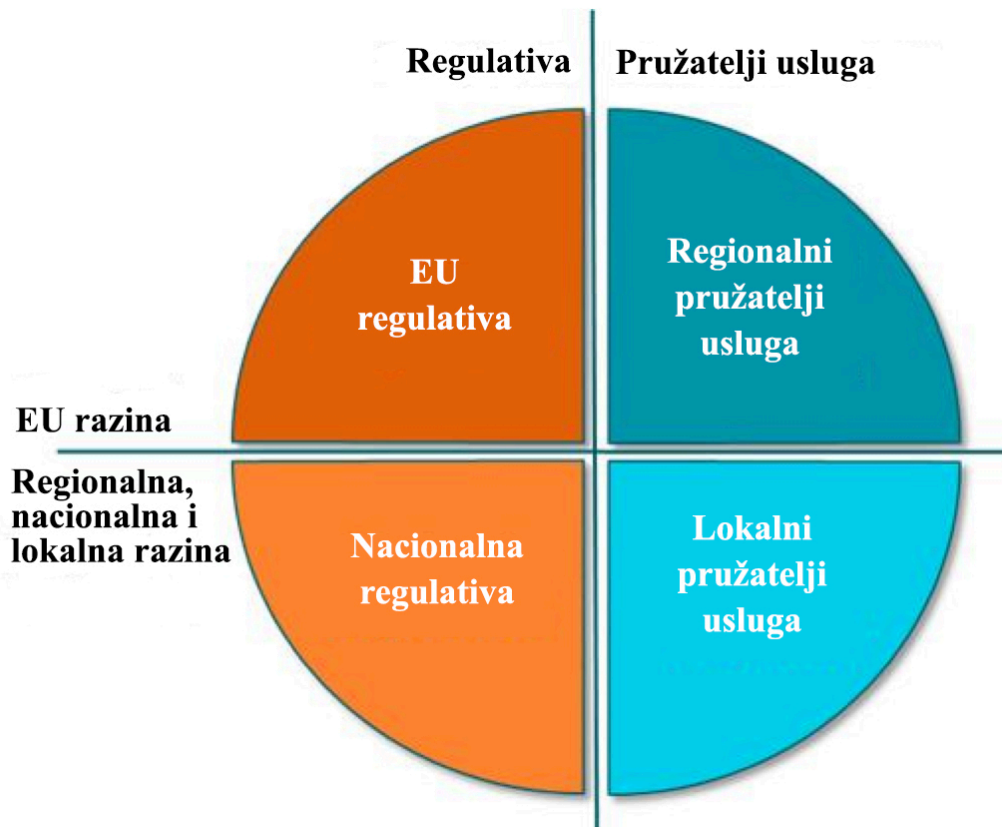 Regulativa
Pružatelji usluga
EU
regulativa
Regionalni
pružatelji
usluga
EU razina
Regionalna,
nacionalna i
lokalna razina
Nacionalna
regulativa
Lokalni
pružatelji
usluga